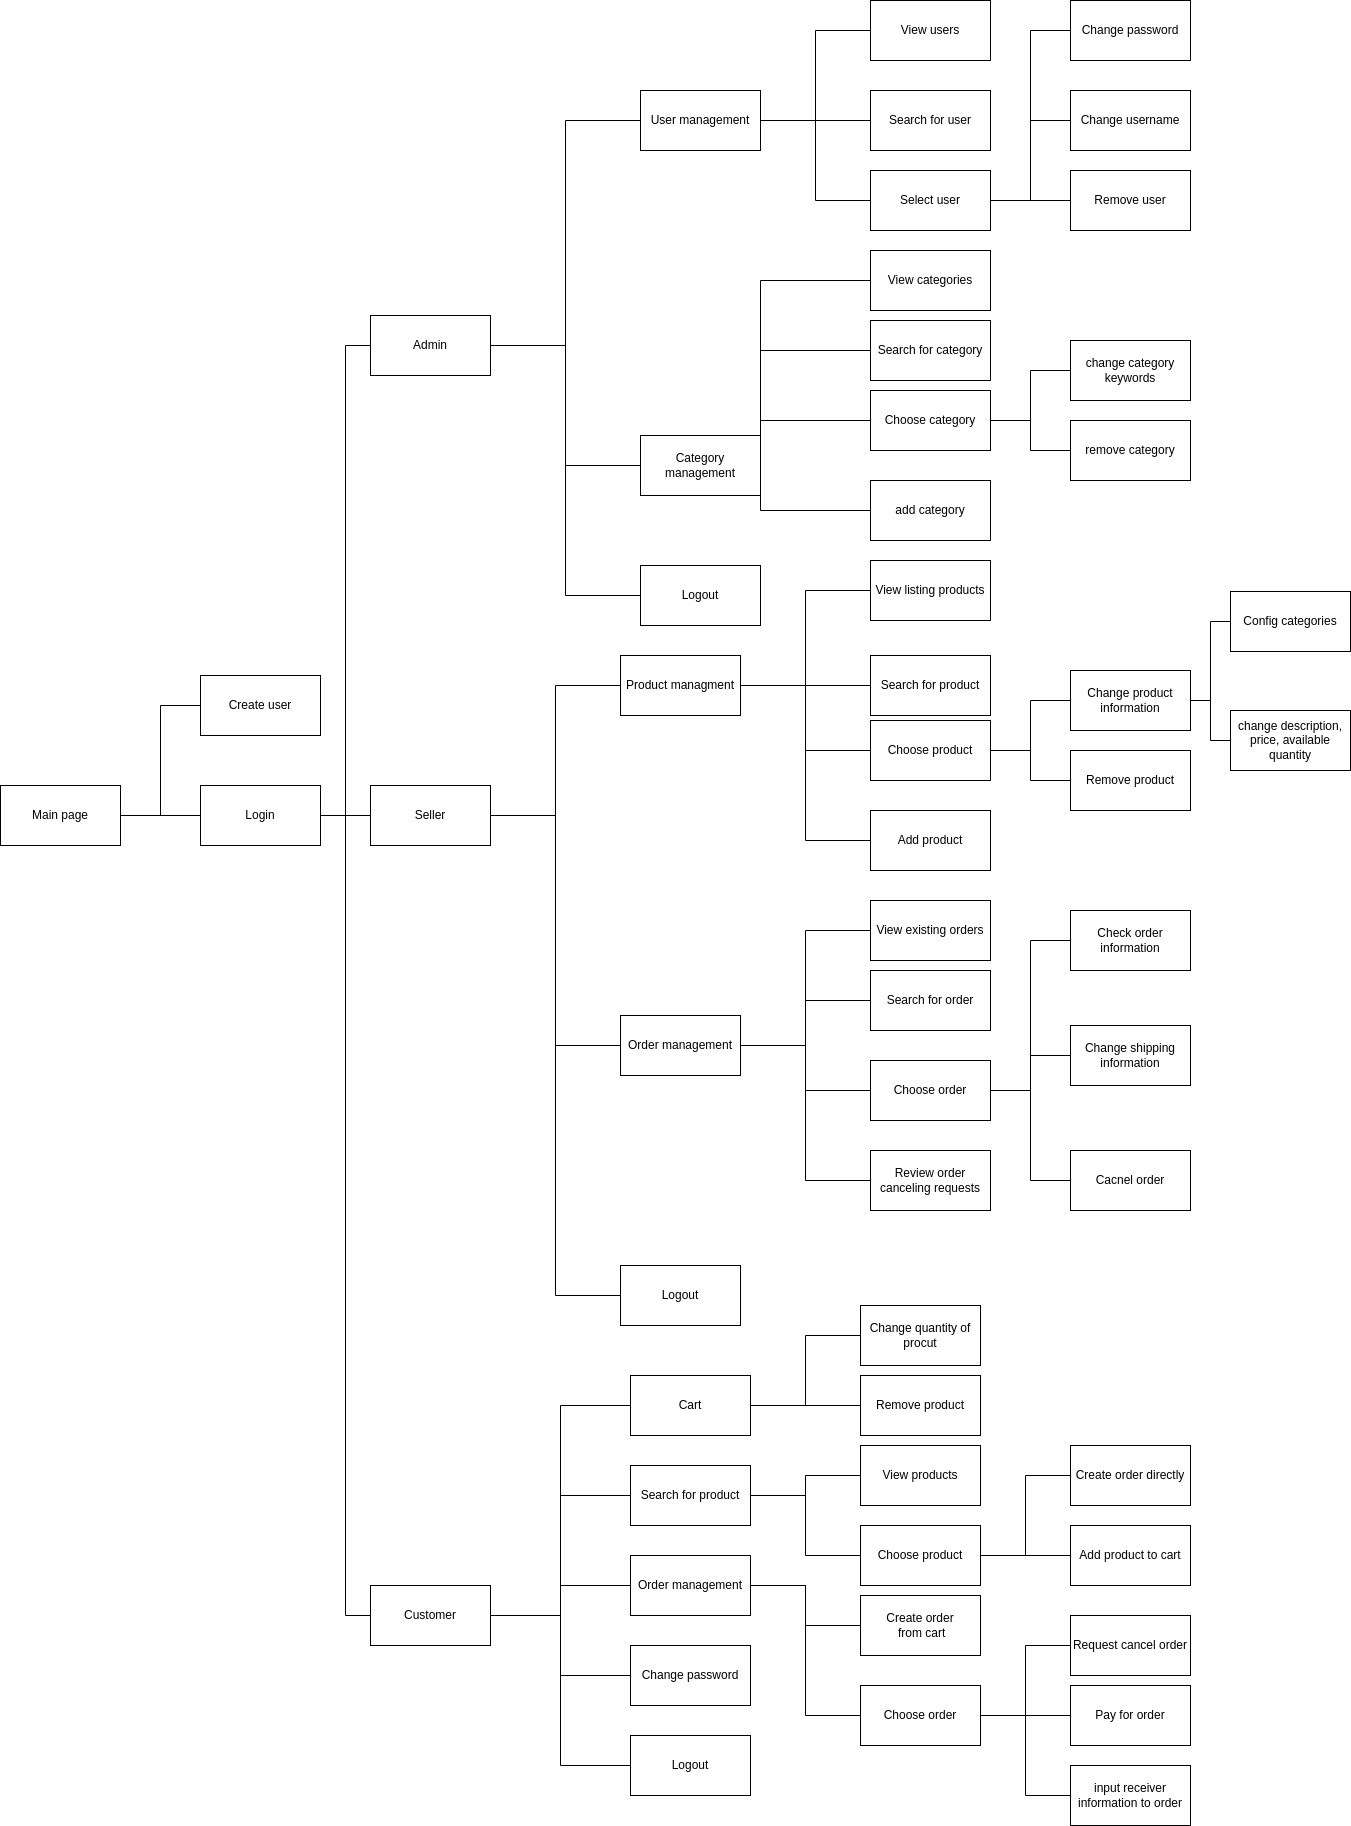 View users
Change password
User management
Search for user
Change username
Select user
Remove user
View categories
Admin
Search for category
change category
keywords
Choose category
remove category
Category
management
add category
Logout
View listing products
Config categories
Product managment
Search for product
Change product
information
Create user
change description,
price, available
quantity
Choose product
Remove product
Main page
Login
Seller
Add product
View existing orders
Check order
information
Search for order
Order management
Change shipping
information
Choose order
Review order
canceling requests
Cacnel order
Logout
Change quantity of
procut
Cart
Remove product
View products
Create order directly
Search for product
Choose product
Add product to cart
Order management
Customer
Create order
from cart
Request cancel order
Change password
Choose order
Pay for order
Logout
input receiver
information to order